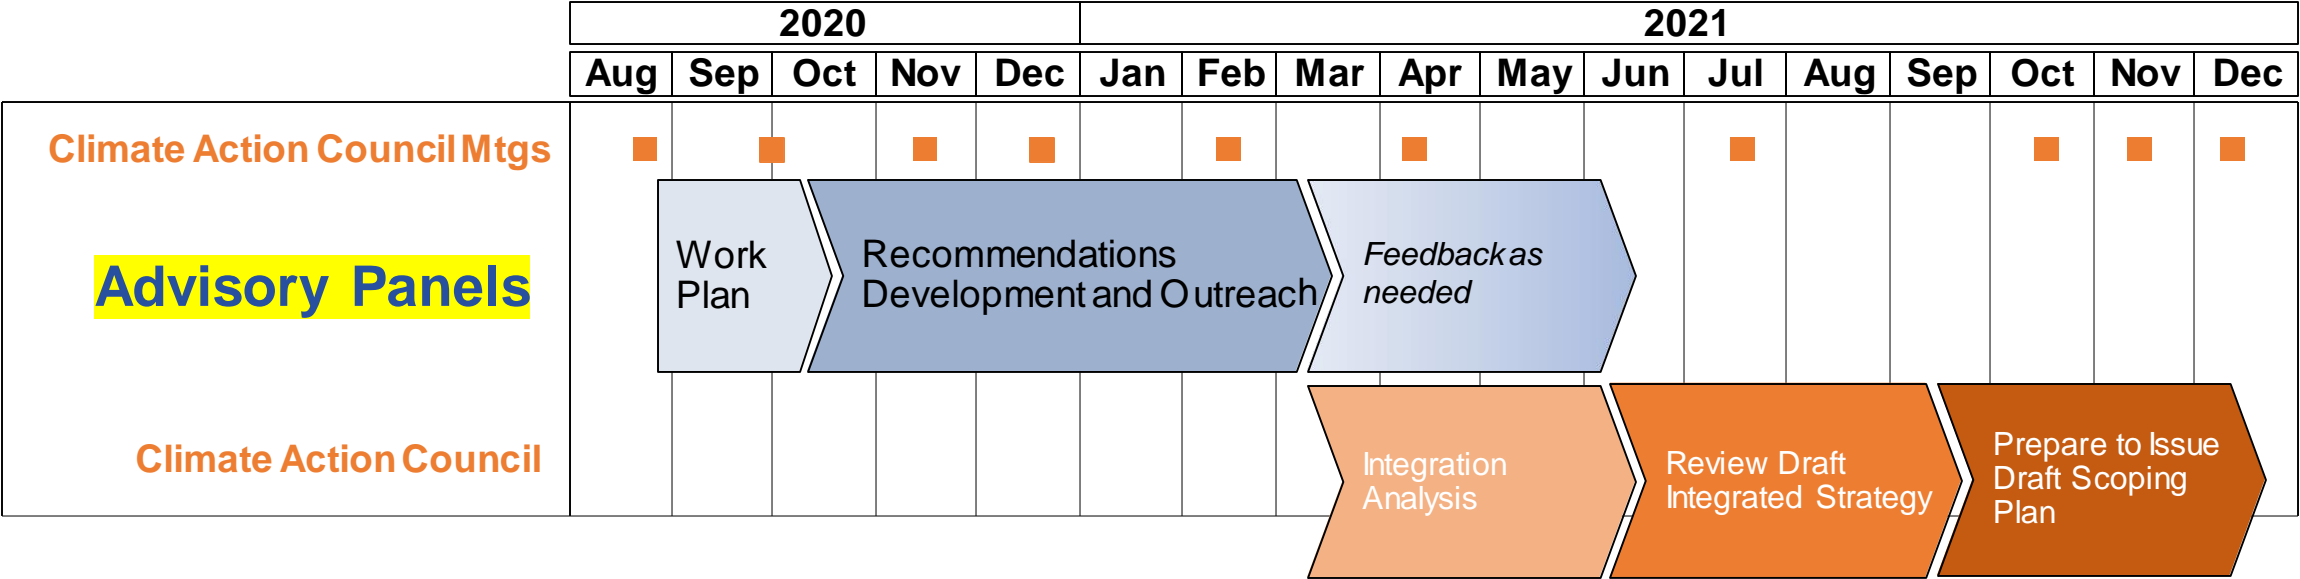 2020 2021
Aug Sep Oct Nov Dec Jan Feb Mar Apr May Jun Jul Aug Sep Oct Nov Dec
Climate Action Council Mtgs
Advisory Panels
Work
Plan
Recommendations
Development and Outreach
Feedback as
needed
Climate Action Council
Integration
Analysis
Review Draft
Integrated Strategy
Prepare to Issue
Draft Scoping
Plan